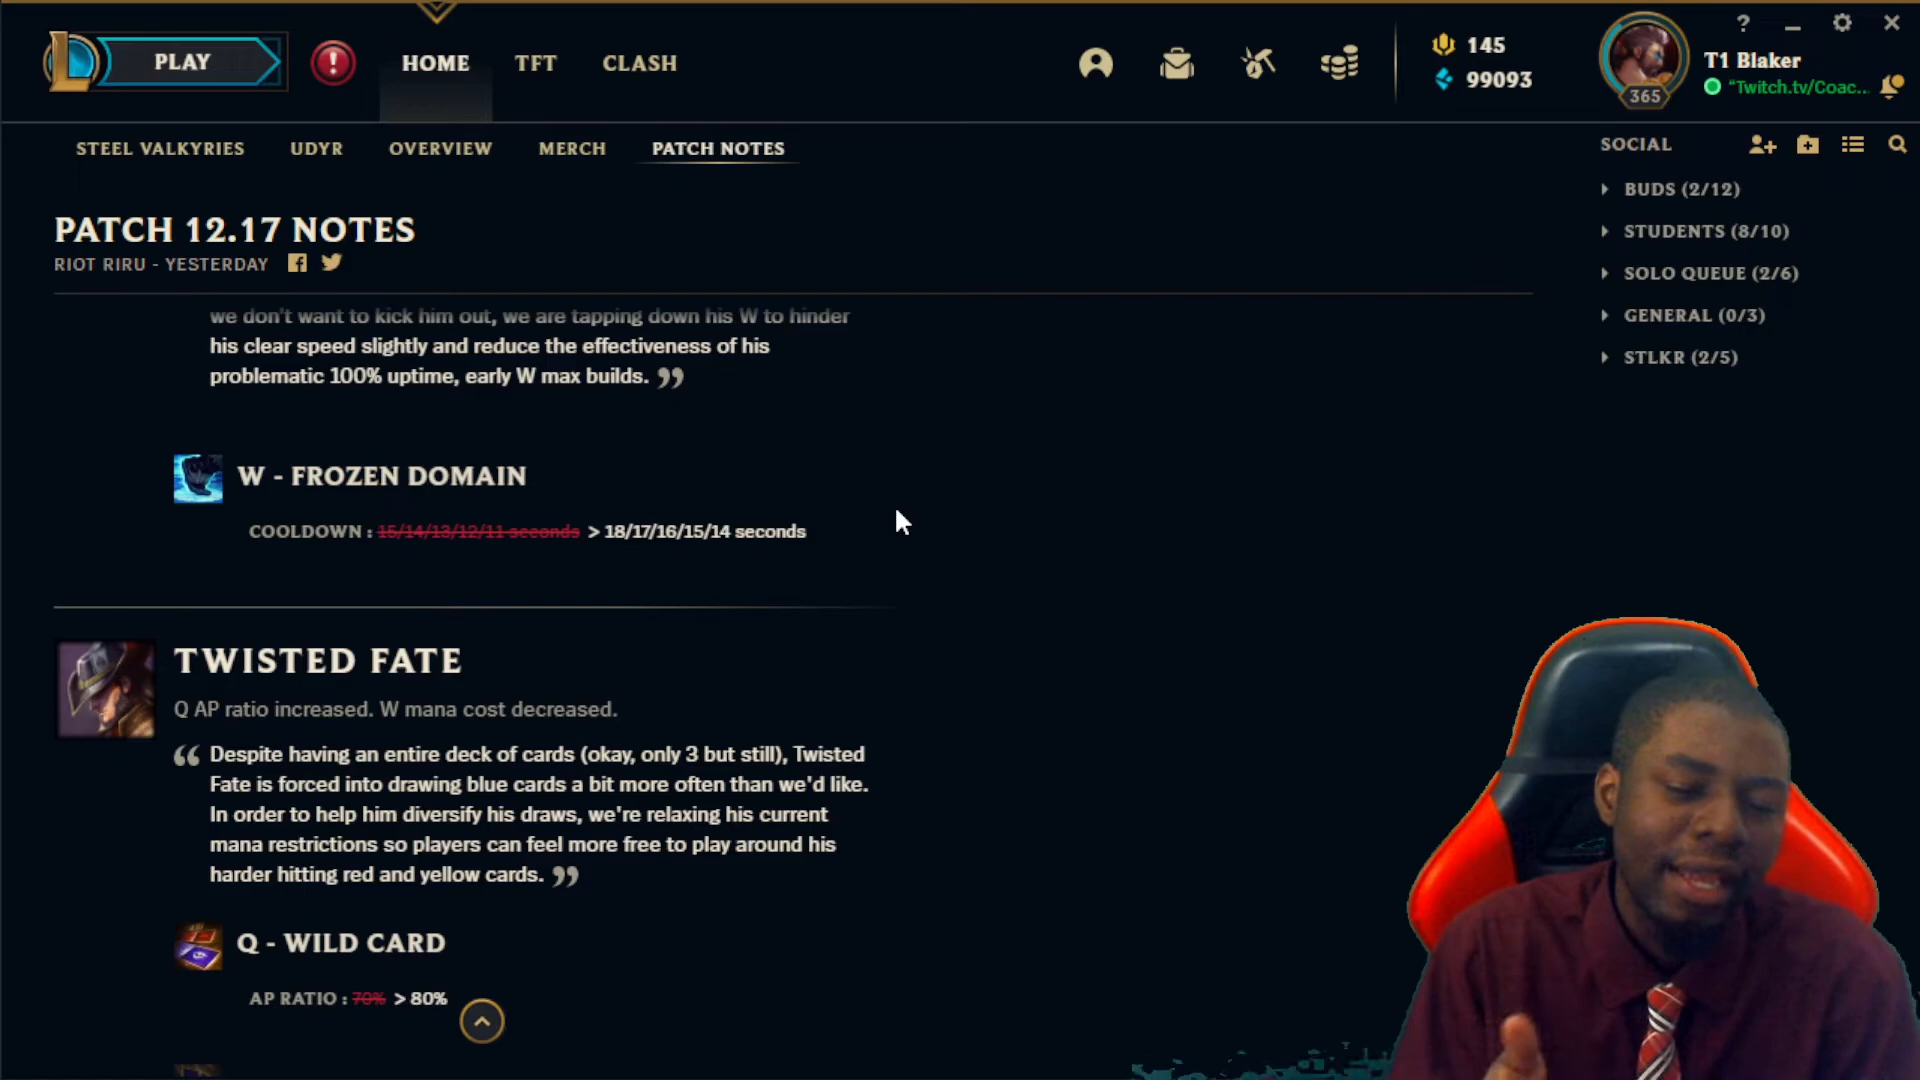 PLAY
HOME
TFT
CLASH
145
99093
365
T1 Blaker
"Twitch.tv/Coac...
STEEL VALKYRIES
UDYR
OVERVIEW
MERCH
PATCH NOTES
SOCIAL
BUDS (2/12)
STUDENTS (8/10)
SOLO QUEUE (2/6)
GENERAL (0/3)
STLKR (2/5)
PATCH 12.17 NOTES
RIOT RIRU - YESTERDAY
we don't want to kick him out, we are tapping down his W to hinder
his clear speed slightly and reduce the effectiveness of his
problematic 100% uptime, early W max builds. ”
W - FROZEN DOMAIN
COOLDOWN : 15/14/13/12/11 seconds > 18/17/16/15/14 seconds
TWISTED FATE
Q AP ratio increased. W mana cost decreased.
“ Despite having an entire deck of cards (okay, only 3 but still), Twisted
Fate is forced into drawing blue cards a bit more often than we'd like.
In order to help him diversify his draws, we're relaxing his current
mana restrictions so players can feel more free to play around his
harder hitting red and yellow cards. ”
Q - WILD CARD
AP RATIO : 70% > 80%